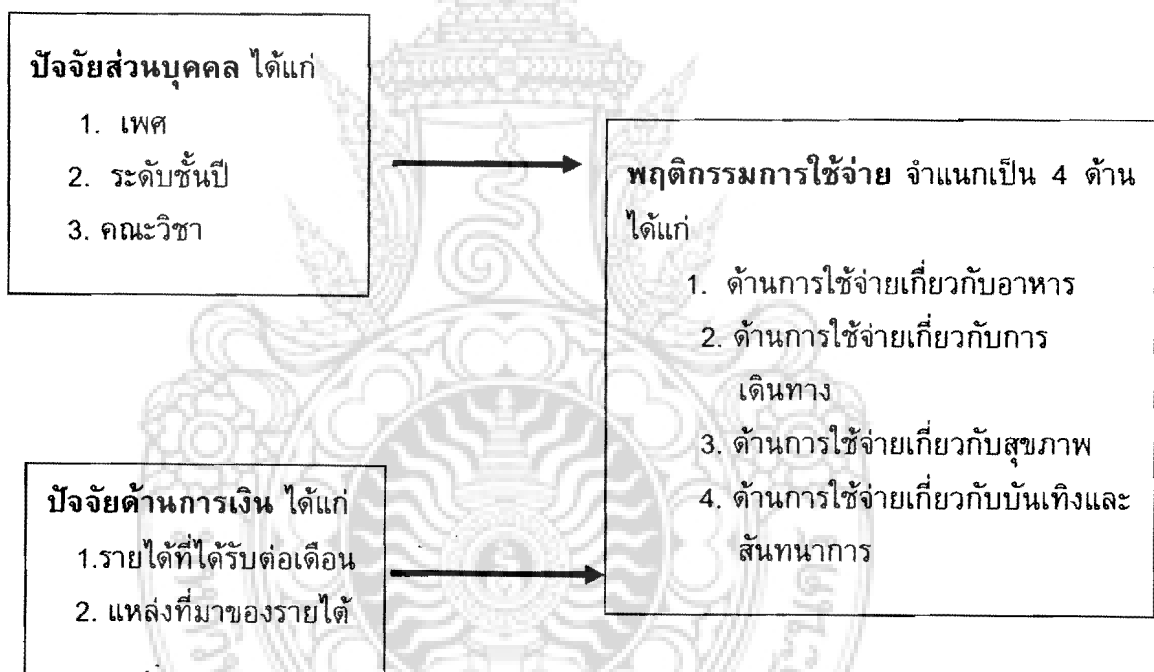 ปัจจัยส่วนบุคคล ได้แก่
1. เพศ
2. ระดับชั้นปี
3. คณะวิชา
พฤติกรรมการใช้จ่าย จำแนกเป็น 4 ด้าน
ได้แก่
1. ด้านการใช้จ่ายเกี่ยวกับอาหาร
2. ด้านการใช้จ่ายเกี่ยวกับการ
เดินทาง
3. ด้านการใช้จ่ายเกี่ยวกับสุขภาพ
4. ด้านการใช้จ่ายเกี่ยวกับบันเทิงและ
สันทนาการ
ปัจจัยด้านการเงิน ได้แก่
1.รายได้ที่ได้รับต่อเดือน
2. แหล่งที่มาของรายได้